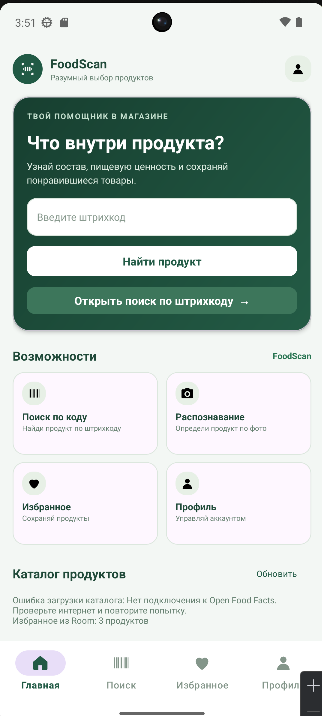 3:51
FoodScan
Разумный выбор продуктов
ТВОЙ ПОМОЩНИК В МАГАЗИНЕ
Что внутри продукта?
Узнай состав, пищевую ценность и сохраняй
понравившиеся товары.
Введите штрихкод
Найти продукт
Открыть поиск по штрихкоду →
Возможности
FoodScan
Поиск по коду
Найди продукт по штрихкоду
Распознавание
Определи продукт по фото
Избранное
Сохраняй продукты
Профиль
Управляй аккаунтом
Каталог продуктов
Обновить
Ошибка загрузки каталога: Нет подключения к Open Food Facts.
Проверьте интернет и повторите попытку.
Избранное из Room: 3 продуктов
Главная
Поиск
Избранное
Профил